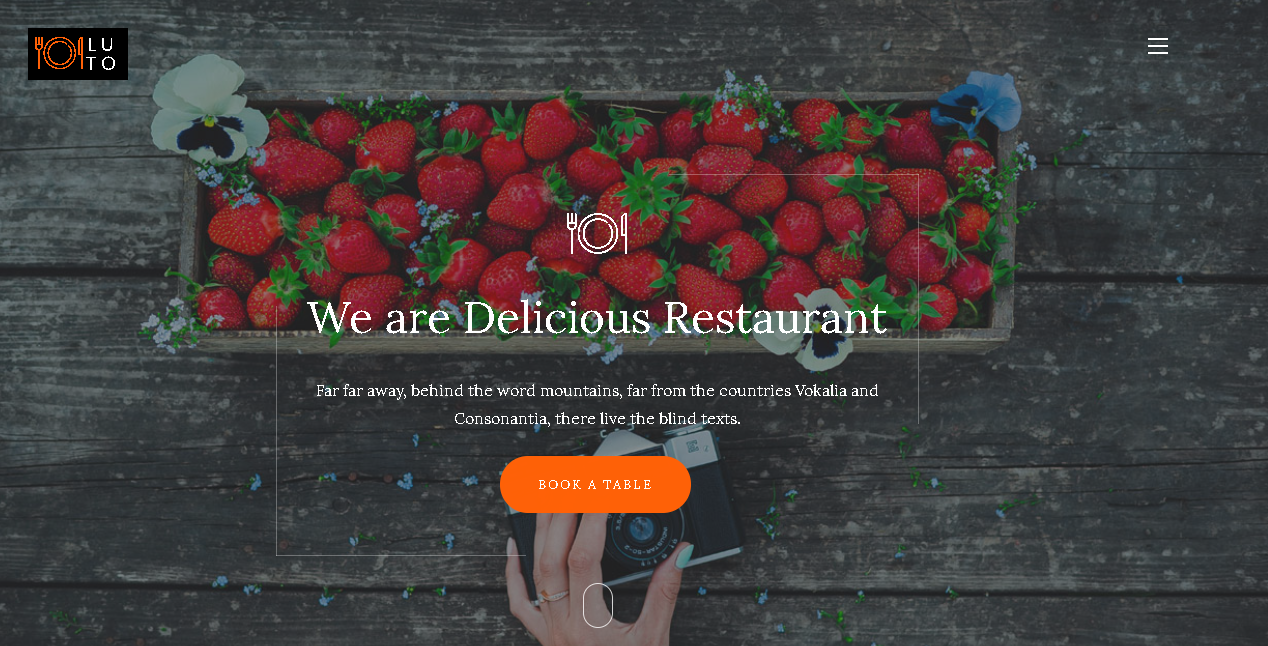 LU
TO
We are Delicious Restaurant
Far far away, behind the word mountains, far from the countries Vokalia and
Consonantia, there live the blind texts.
BOOK A TABLE